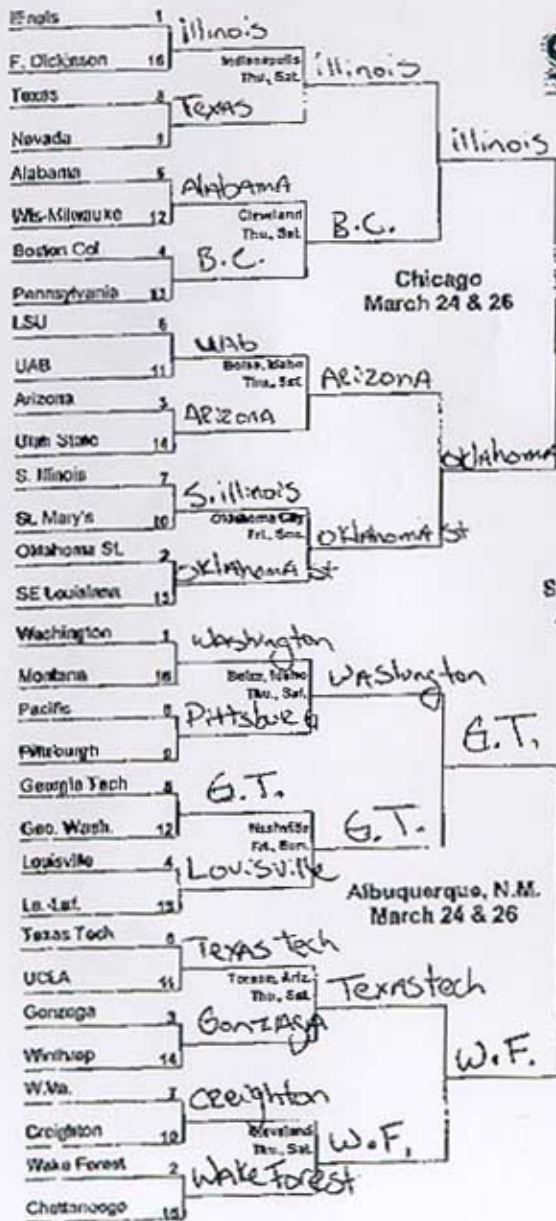 Illinois 1
illinois
F. Dickinson 16
Indianapolis
Thu, Sat.
illinois
Texas 8
Texas
Nevada
illinois
Alabama 5
Alabama
Wis-Milwauke 12
Cleveland
Thu., Sat.
B.C.
Boston Col 4
B.C.
Pennsylvania 13
Chicago
March 24 & 26
LSU 6
UAb
UAB 11
Boise, Idaho
Thu., Sat.
ARizonA
Arizona 3
ARizonA
Utah State 14
OklAhomA
S. Illinois 7
S. illinois
St. Mary's 10
Oklahoma City
Fri., Sun.
OklAhomA St
Oklahoma St. 2
OklAhomA St
SE Louisiana
Washington 1
Washington
Montana 16
Boise, Idaho
Thu., Sat.
WAShington
Pacific 8
Pittsburg
Pittsburgh 9
G.T.
Georgia Tech 5
G.T.
Geo. Wash. 12
Nashville
Fri., Sun.
G.T.
Louisville 4
Louisville
La.-Laf. 13
Albuquerque, N.M.
March 24 & 26
Texas Tech 6
Texas tech
UCLA 11
Tucson, Ariz.
Thu., Sat.
Texas tech
Gonzaga 3
GonzAgA
Winthrop 14
W.F.
W.Va. 7
CReighton
Creighton 10
Cleveland
Thu., Sat.
W.F.
Wake Forest 2
WAke Forest
Chattanooga 15